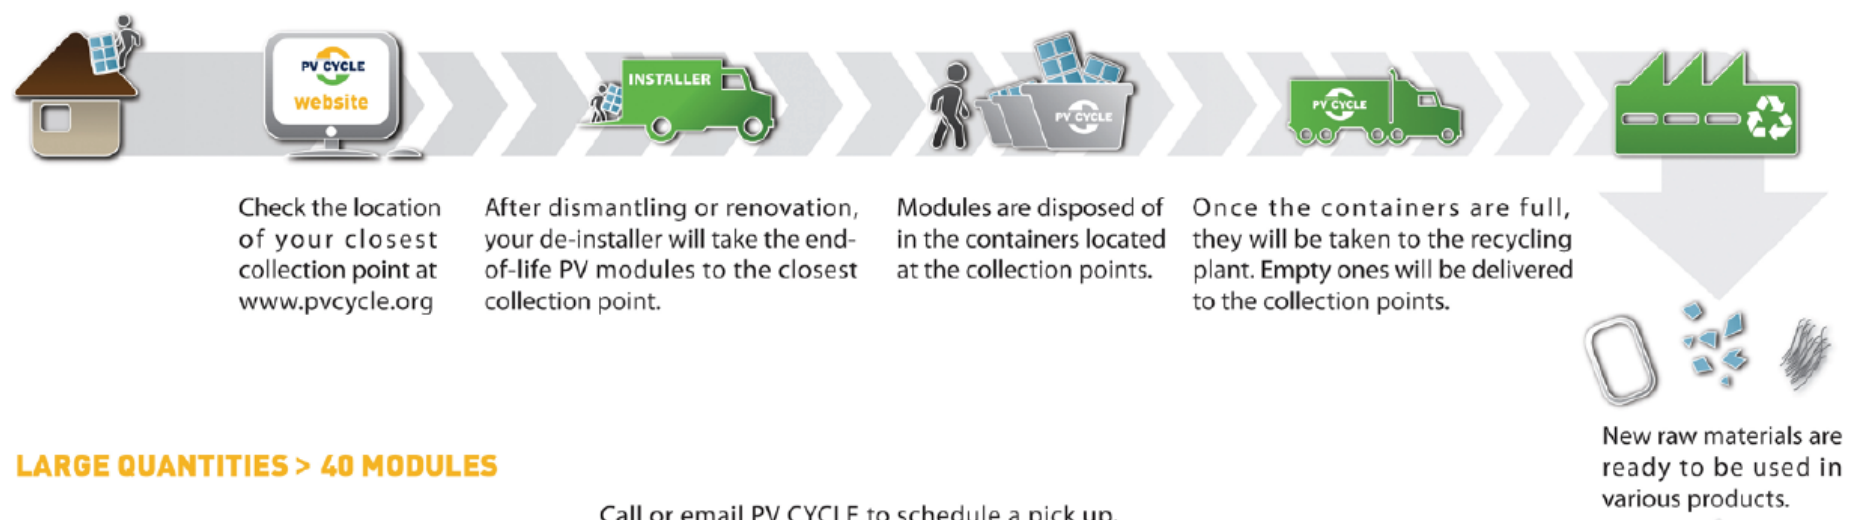 PV CYCLE
website
INSTALLER
PV CYCLE
PV CYCLE
Check the location
of your closest
collection point at
www.pvcycle.org
After dismantling or renovation,
your de-installer will take the end-
of-life PV modules to the closest
collection point.
Modules are disposed of
in the containers located
at the collection points.
Once the containers are full,
they will be taken to the recycling
plant. Empty ones will be delivered
to the collection points.
New raw materials are
ready to be used in
various products.
LARGE QUANTITIES > 40 MODULES
Call or email PV CYCLE to schedule a pick up.